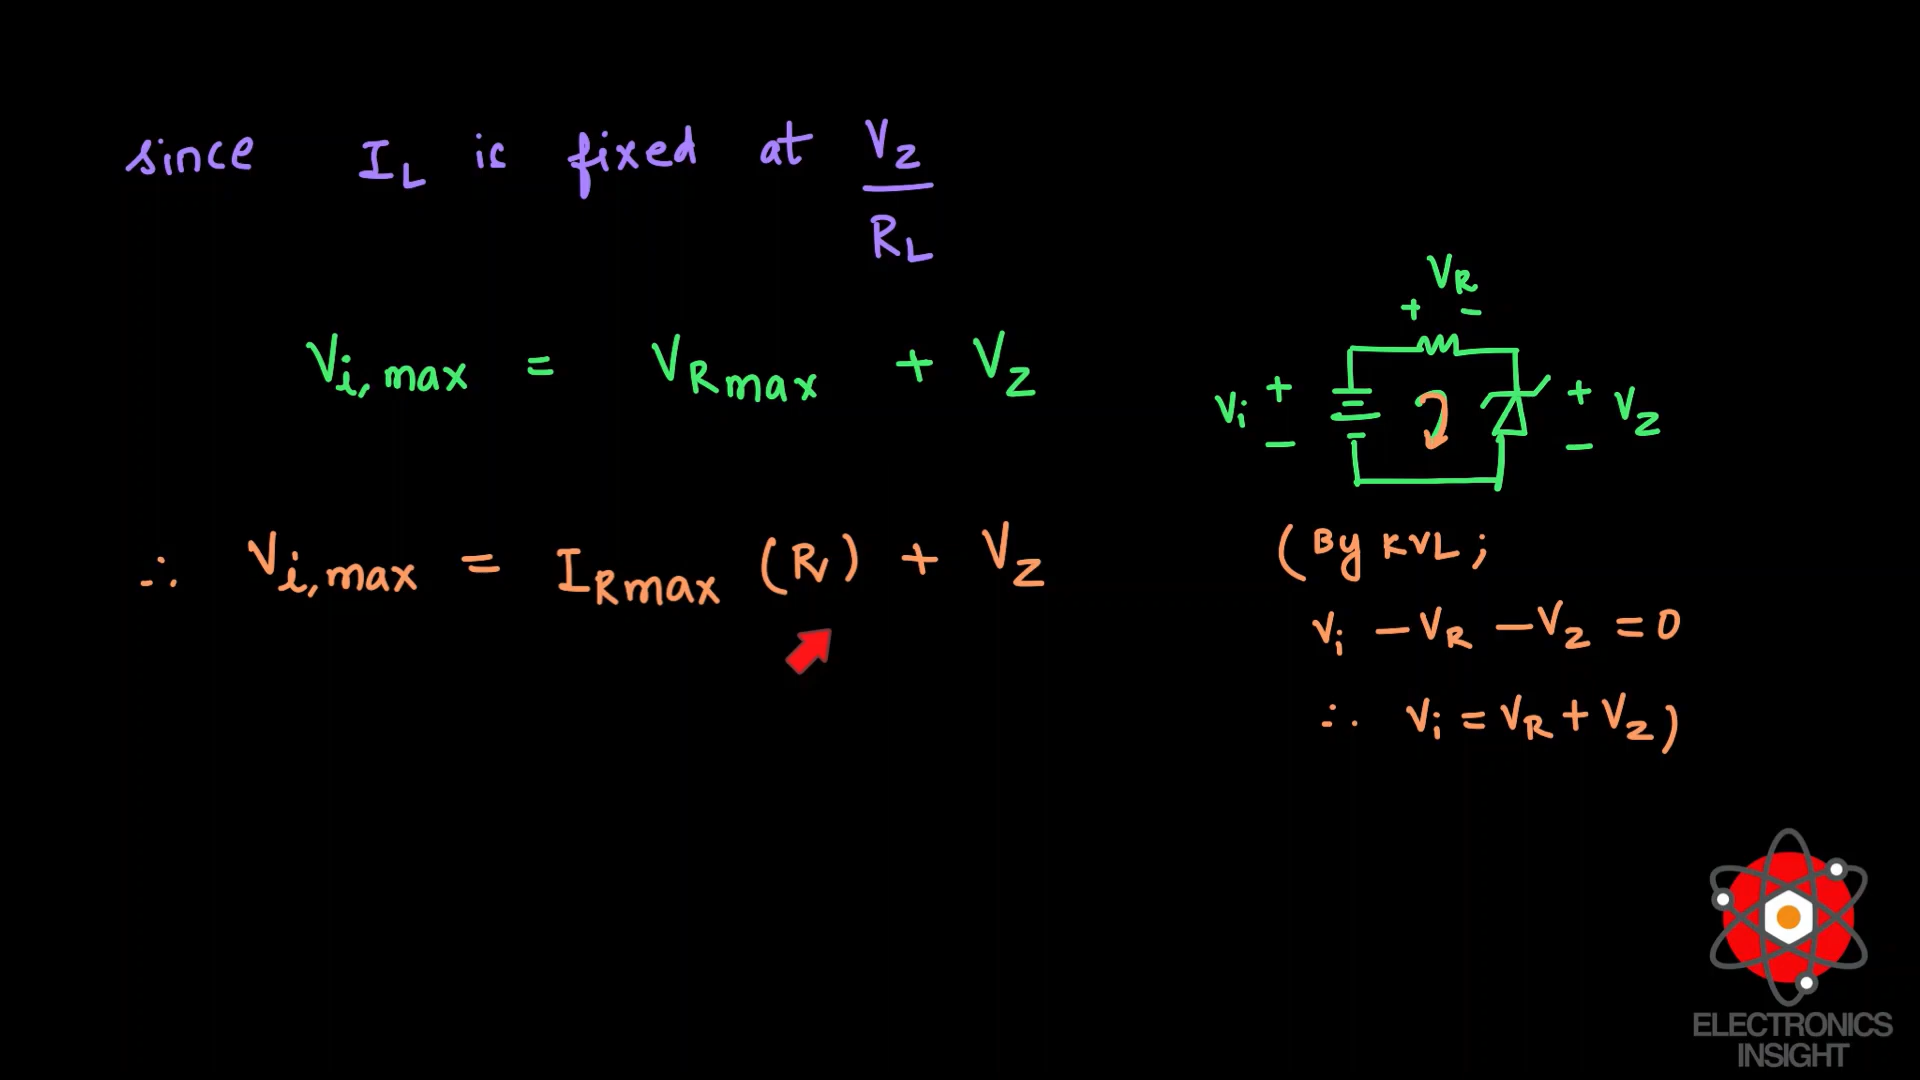 since I_L is fixed at V_Z / R_L
V_i,max = V_Rmax + V_Z
∴ V_i,max = I_Rmax (R) + V_Z
V_R
+ −
V_i + −
+ − V_Z
(By KVL;
V_i − V_R − V_Z = 0
∴ V_i = V_R + V_Z)
ELECTRONICS
INSIGHT